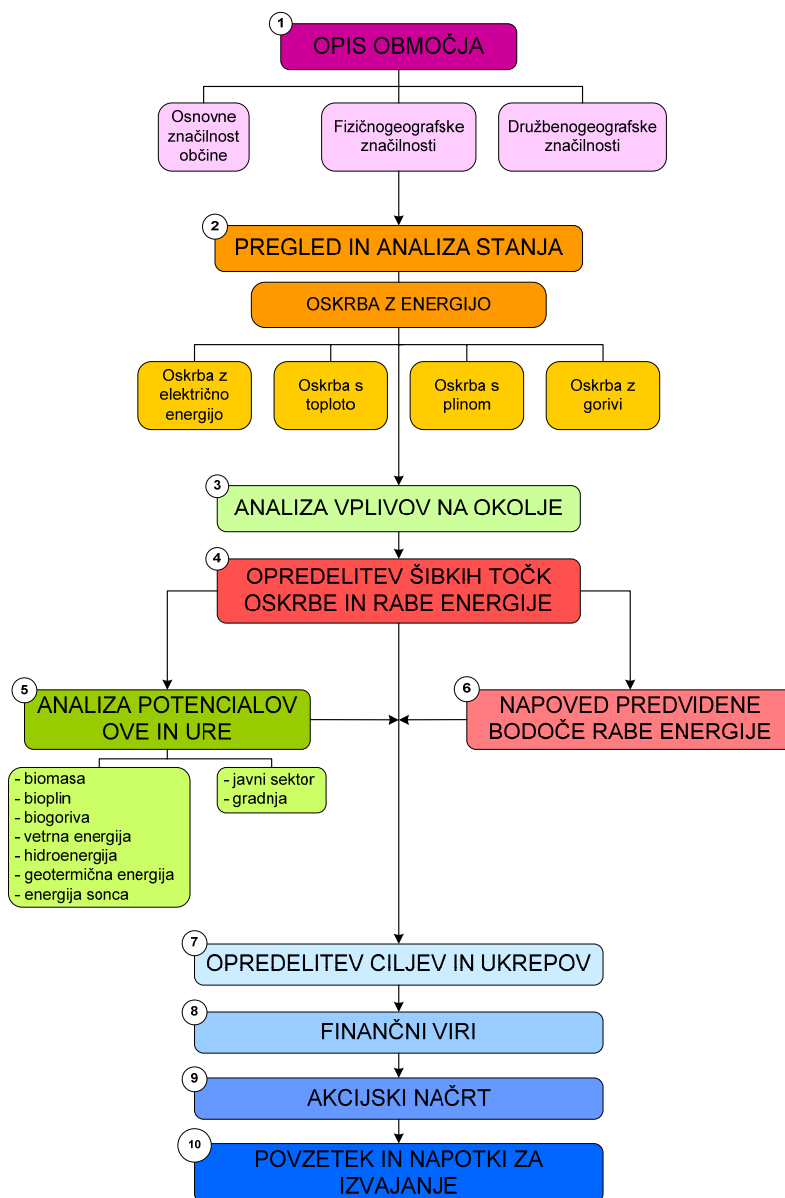 1
OPIS OBMOČJA
Osnovne
značilnost
občine
Fizičnogeografske
značilnosti
Družbenogeografske
značilnosti
2
PREGLED IN ANALIZA STANJA
OSKRBA Z ENERGIJO
Oskrba z
električno
energijo
Oskrba s
toploto
Oskrba s
plinom
Oskrba z
gorivi
3
ANALIZA VPLIVOV NA OKOLJE
4
OPREDELITEV ŠIBKIH TOČK
OSKRBE IN RABE ENERGIJE
5
ANALIZA POTENCIALOV
OVE IN URE
- biomasa
- bioplin
- biogoriva
- vetrna energija
- hidroenergija
- geotermična energija
- energija sonca
- javni sektor
- gradnja
6
NAPOVED PREDVIDENE
BODOČE RABE ENERGIJE
7
OPREDELITEV CILJEV IN UKREPOV
8
FINANČNI VIRI
9
AKCIJSKI NAČRT
10
POVZETEK IN NAPOTKI ZA
IZVAJANJE